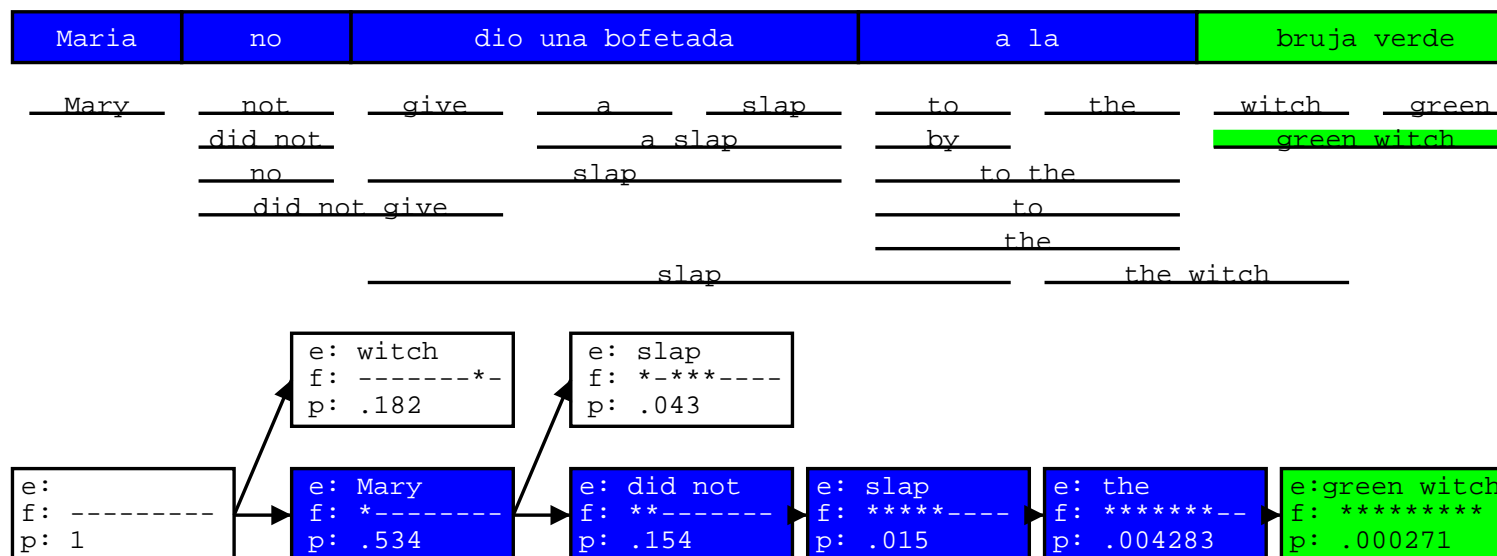 Maria no dio una bofetada a la bruja verde
Mary not give a slap to the witch green
did not a slap by green witch
no slap to the
did not give to
the
slap the witch
e: witch e: slap
f: -------*- f: *-***----
p: .182 p: .043
e: e: Mary e: did not e: slap e: the e:green witch
f: --------- f: *-------- f: **------- f: *****---- f: *******-- f: *********
p: 1 p: .534 p: .154 p: .015 p: .004283 p: .000271